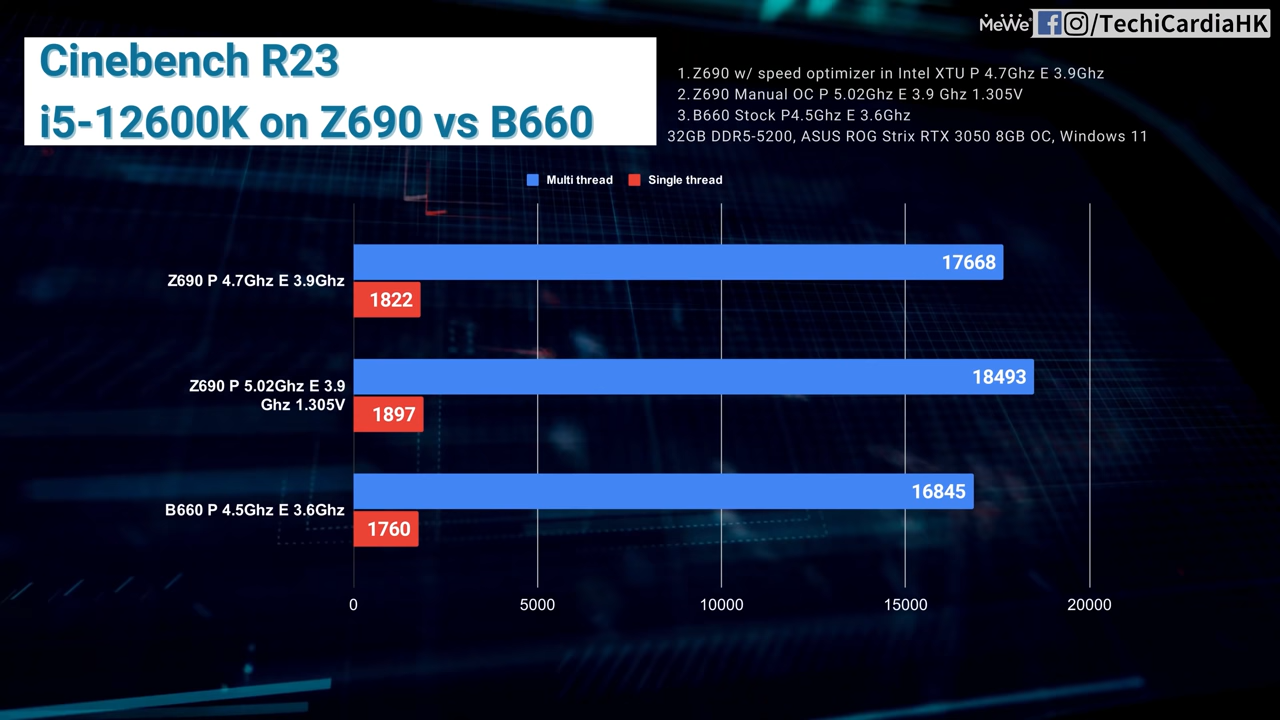 MeWe /TechiCardiaHK
Cinebench R23
i5-12600K on Z690 vs B660
1. Z690 w/ speed optimizer in Intel XTU P 4.7Ghz E 3.9Ghz
2. Z690 Manual OC P 5.02Ghz E 3.9 Ghz 1.305V
3. B660 Stock P4.5Ghz E 3.6Ghz
32GB DDR5-5200, ASUS ROG Strix RTX 3050 8GB OC, Windows 11
Multi thread Single thread
17668
Z690 P 4.7Ghz E 3.9Ghz
1822
18493
Z690 P 5.02Ghz E 3.9
Ghz 1.305V
1897
16845
B660 P 4.5Ghz E 3.6Ghz
1760
0 5000 10000 15000 20000